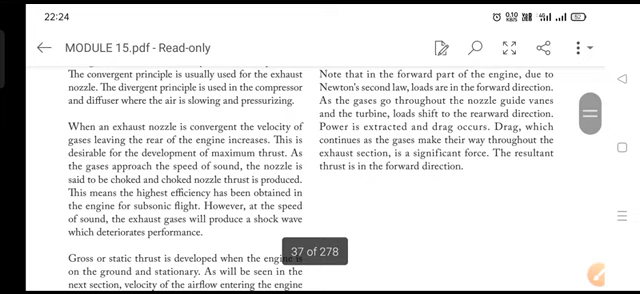 22:24
0.10 KB/S
MODULE 15.pdf - Read-only
The convergent principle is usually used for the exhaust
nozzle. The divergent principle is used in the compressor
and diffuser where the air is slowing and pressurizing.
When an exhaust nozzle is convergent the velocity of
gases leaving the rear of the engine increases. This is
desirable for the development of maximum thrust. As
the gases approach the speed of sound, the nozzle is
said to be choked and choked nozzle thrust is produced.
This means the highest efficiency has been obtained in
the engine for subsonic flight. However, at the speed
of sound, the exhaust gases will produce a shock wave
which deteriorates performance.
Gross or static thrust is developed when the engine is
on the ground and stationary. As will be seen in the
next section, velocity of the airflow entering the engine
Note that in the forward part of the engine, due to
Newton's second law, loads are in the forward direction.
As the gases go throughout the nozzle guide vanes
and the turbine, loads shift to the rearward direction.
Power is extracted and drag occurs. Drag, which
continues as the gases make their way throughout the
exhaust section, is a significant force. The resultant
thrust is in the forward direction.
37 of 278